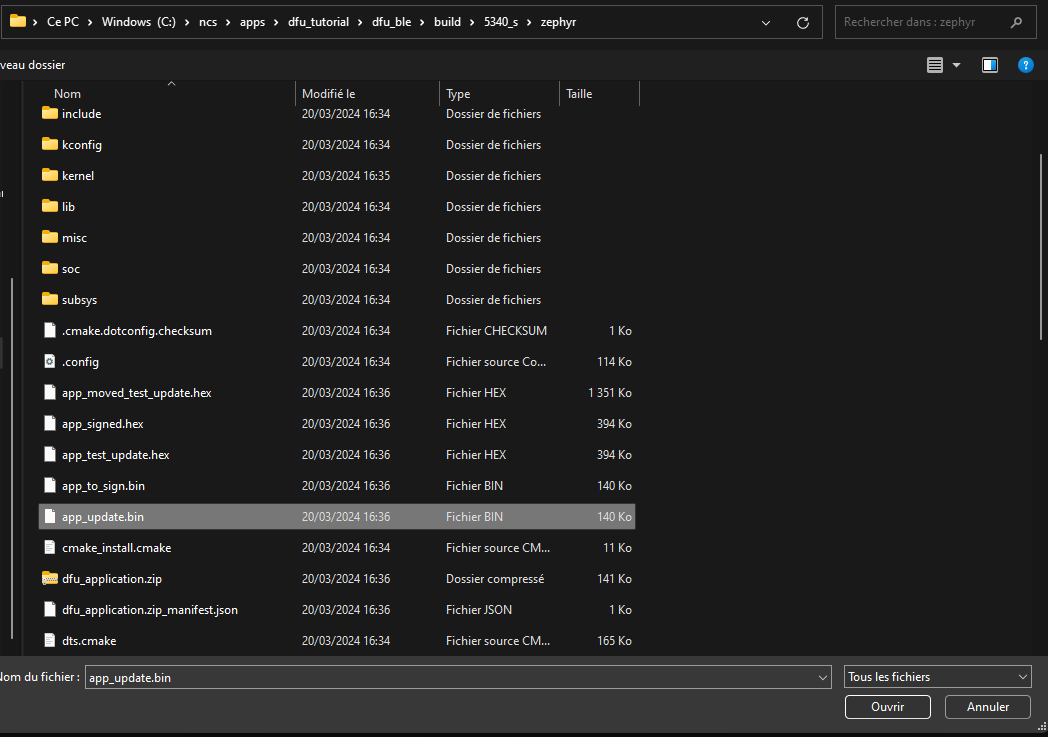 Ce PC > Windows (C:) > ncs > apps > dfu_tutorial > dfu_ble > build > 5340_s > zephyr
Rechercher dans : zephyr
veau dossier
Nom Modifié le Type Taille
include 20/03/2024 16:34 Dossier de fichiers
kconfig 20/03/2024 16:34 Dossier de fichiers
kernel 20/03/2024 16:35 Dossier de fichiers
lib 20/03/2024 16:34 Dossier de fichiers
misc 20/03/2024 16:34 Dossier de fichiers
soc 20/03/2024 16:34 Dossier de fichiers
subsys 20/03/2024 16:34 Dossier de fichiers
.cmake.dotconfig.checksum 20/03/2024 16:34 Fichier CHECKSUM 1 Ko
.config 20/03/2024 16:34 Fichier source Co... 114 Ko
app_moved_test_update.hex 20/03/2024 16:36 Fichier HEX 1 351 Ko
app_signed.hex 20/03/2024 16:36 Fichier HEX 394 Ko
app_test_update.hex 20/03/2024 16:36 Fichier HEX 394 Ko
app_to_sign.bin 20/03/2024 16:36 Fichier BIN 140 Ko
app_update.bin 20/03/2024 16:36 Fichier BIN 140 Ko
cmake_install.cmake 20/03/2024 16:34 Fichier source CM... 11 Ko
dfu_application.zip 20/03/2024 16:36 Dossier compressé 141 Ko
dfu_application.zip_manifest.json 20/03/2024 16:36 Fichier JSON 1 Ko
dts.cmake 20/03/2024 16:34 Fichier source CM... 165 Ko
Nom du fichier : app_update.bin Tous les fichiers
Ouvrir Annuler